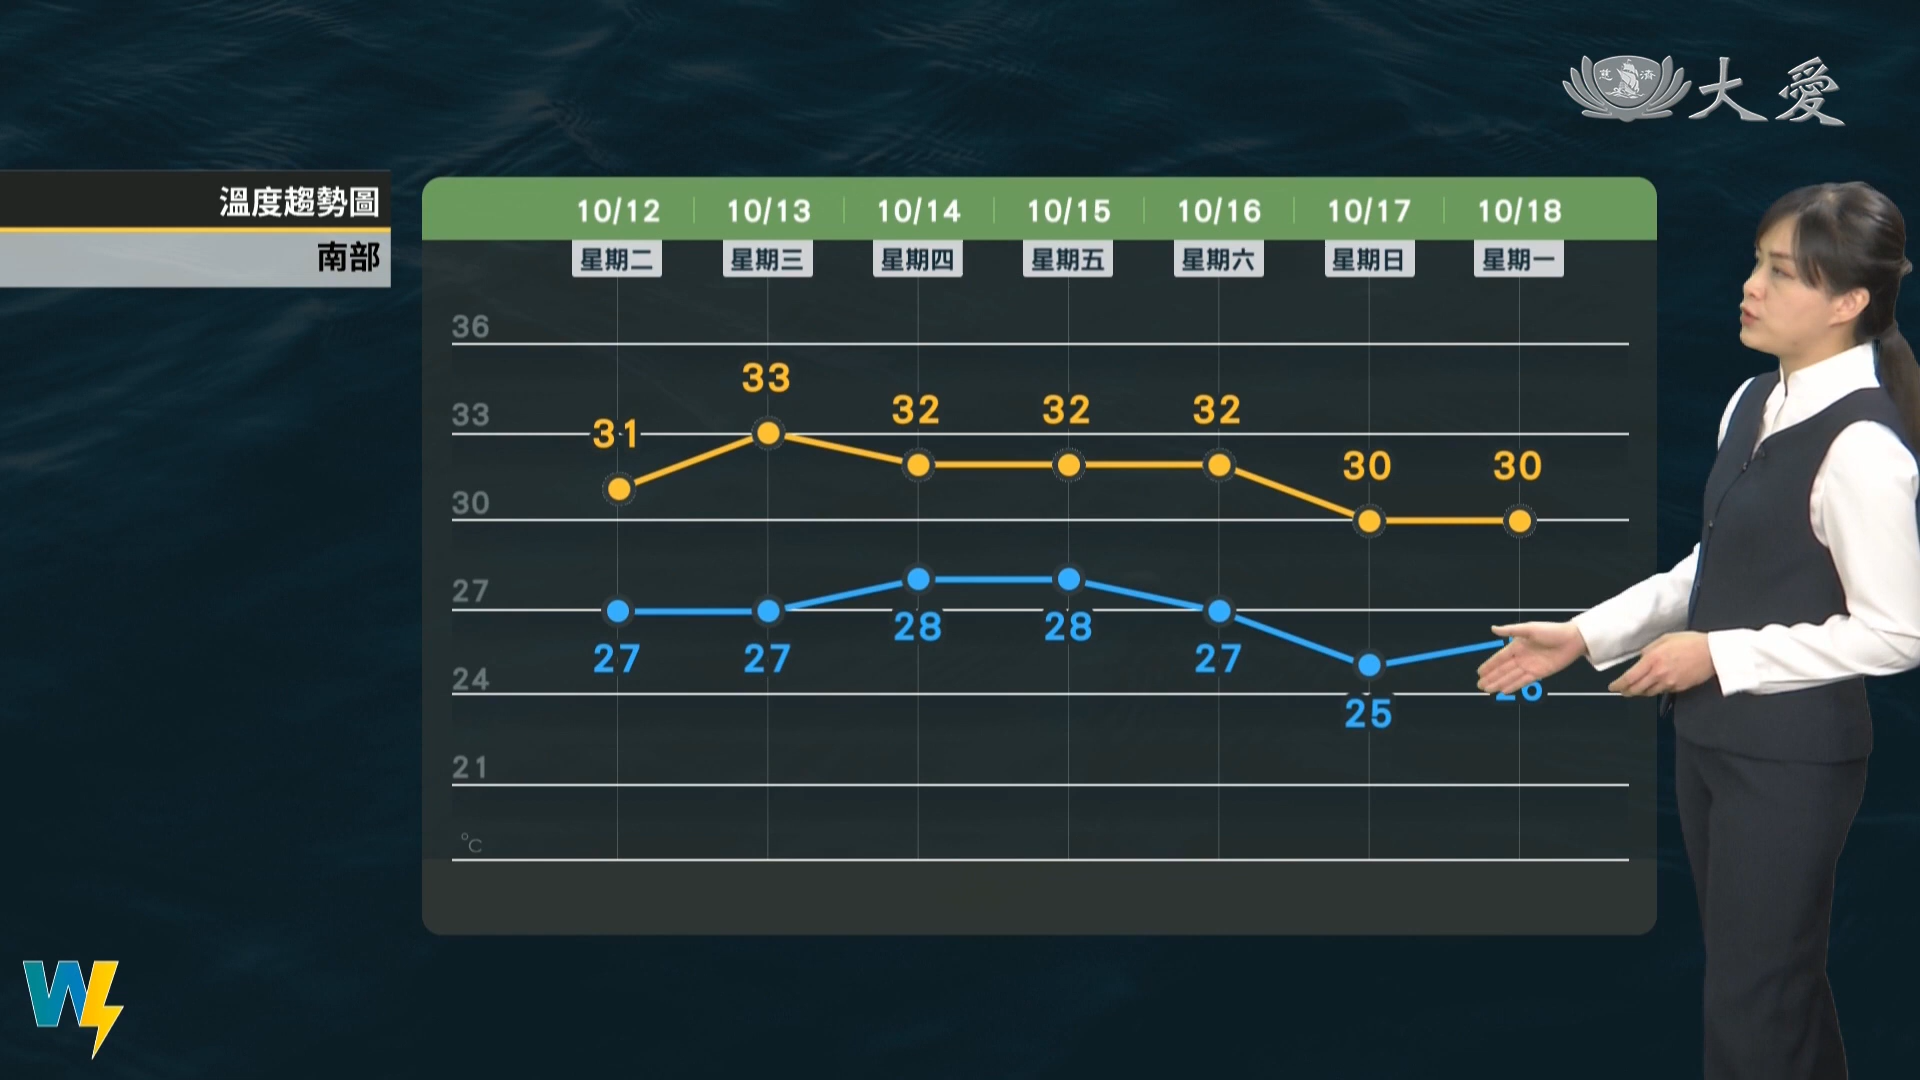 慈濟 大愛
溫度趨勢圖
南部
10/12 10/13 10/14 10/15 10/16 10/17 10/18
星期二 星期三 星期四 星期五 星期六 星期日 星期一
36
33
30
27
24
21
°C
31 33 32 32 32 30 30
27 27 28 28 27 25 26
W